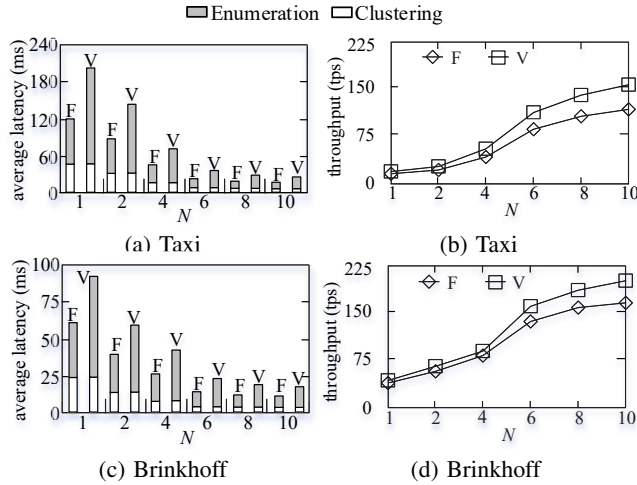 Enumeration Clustering
average latency (ms)
240
180
120
60
0
F V F V F V F V F V F V
1 2 4 6 8 10
N
(a) Taxi
throughput (tps)
225
150
75
0
F V
1 2 4 6 8 10
N
(b) Taxi
average latency (ms)
100
75
50
25
0
F V F V F V F V F V F V
1 2 4 6 8 10
N
(c) Brinkhoff
throughput (tps)
225
150
75
0
F V
1 2 4 6 8 10
N
(d) Brinkhoff